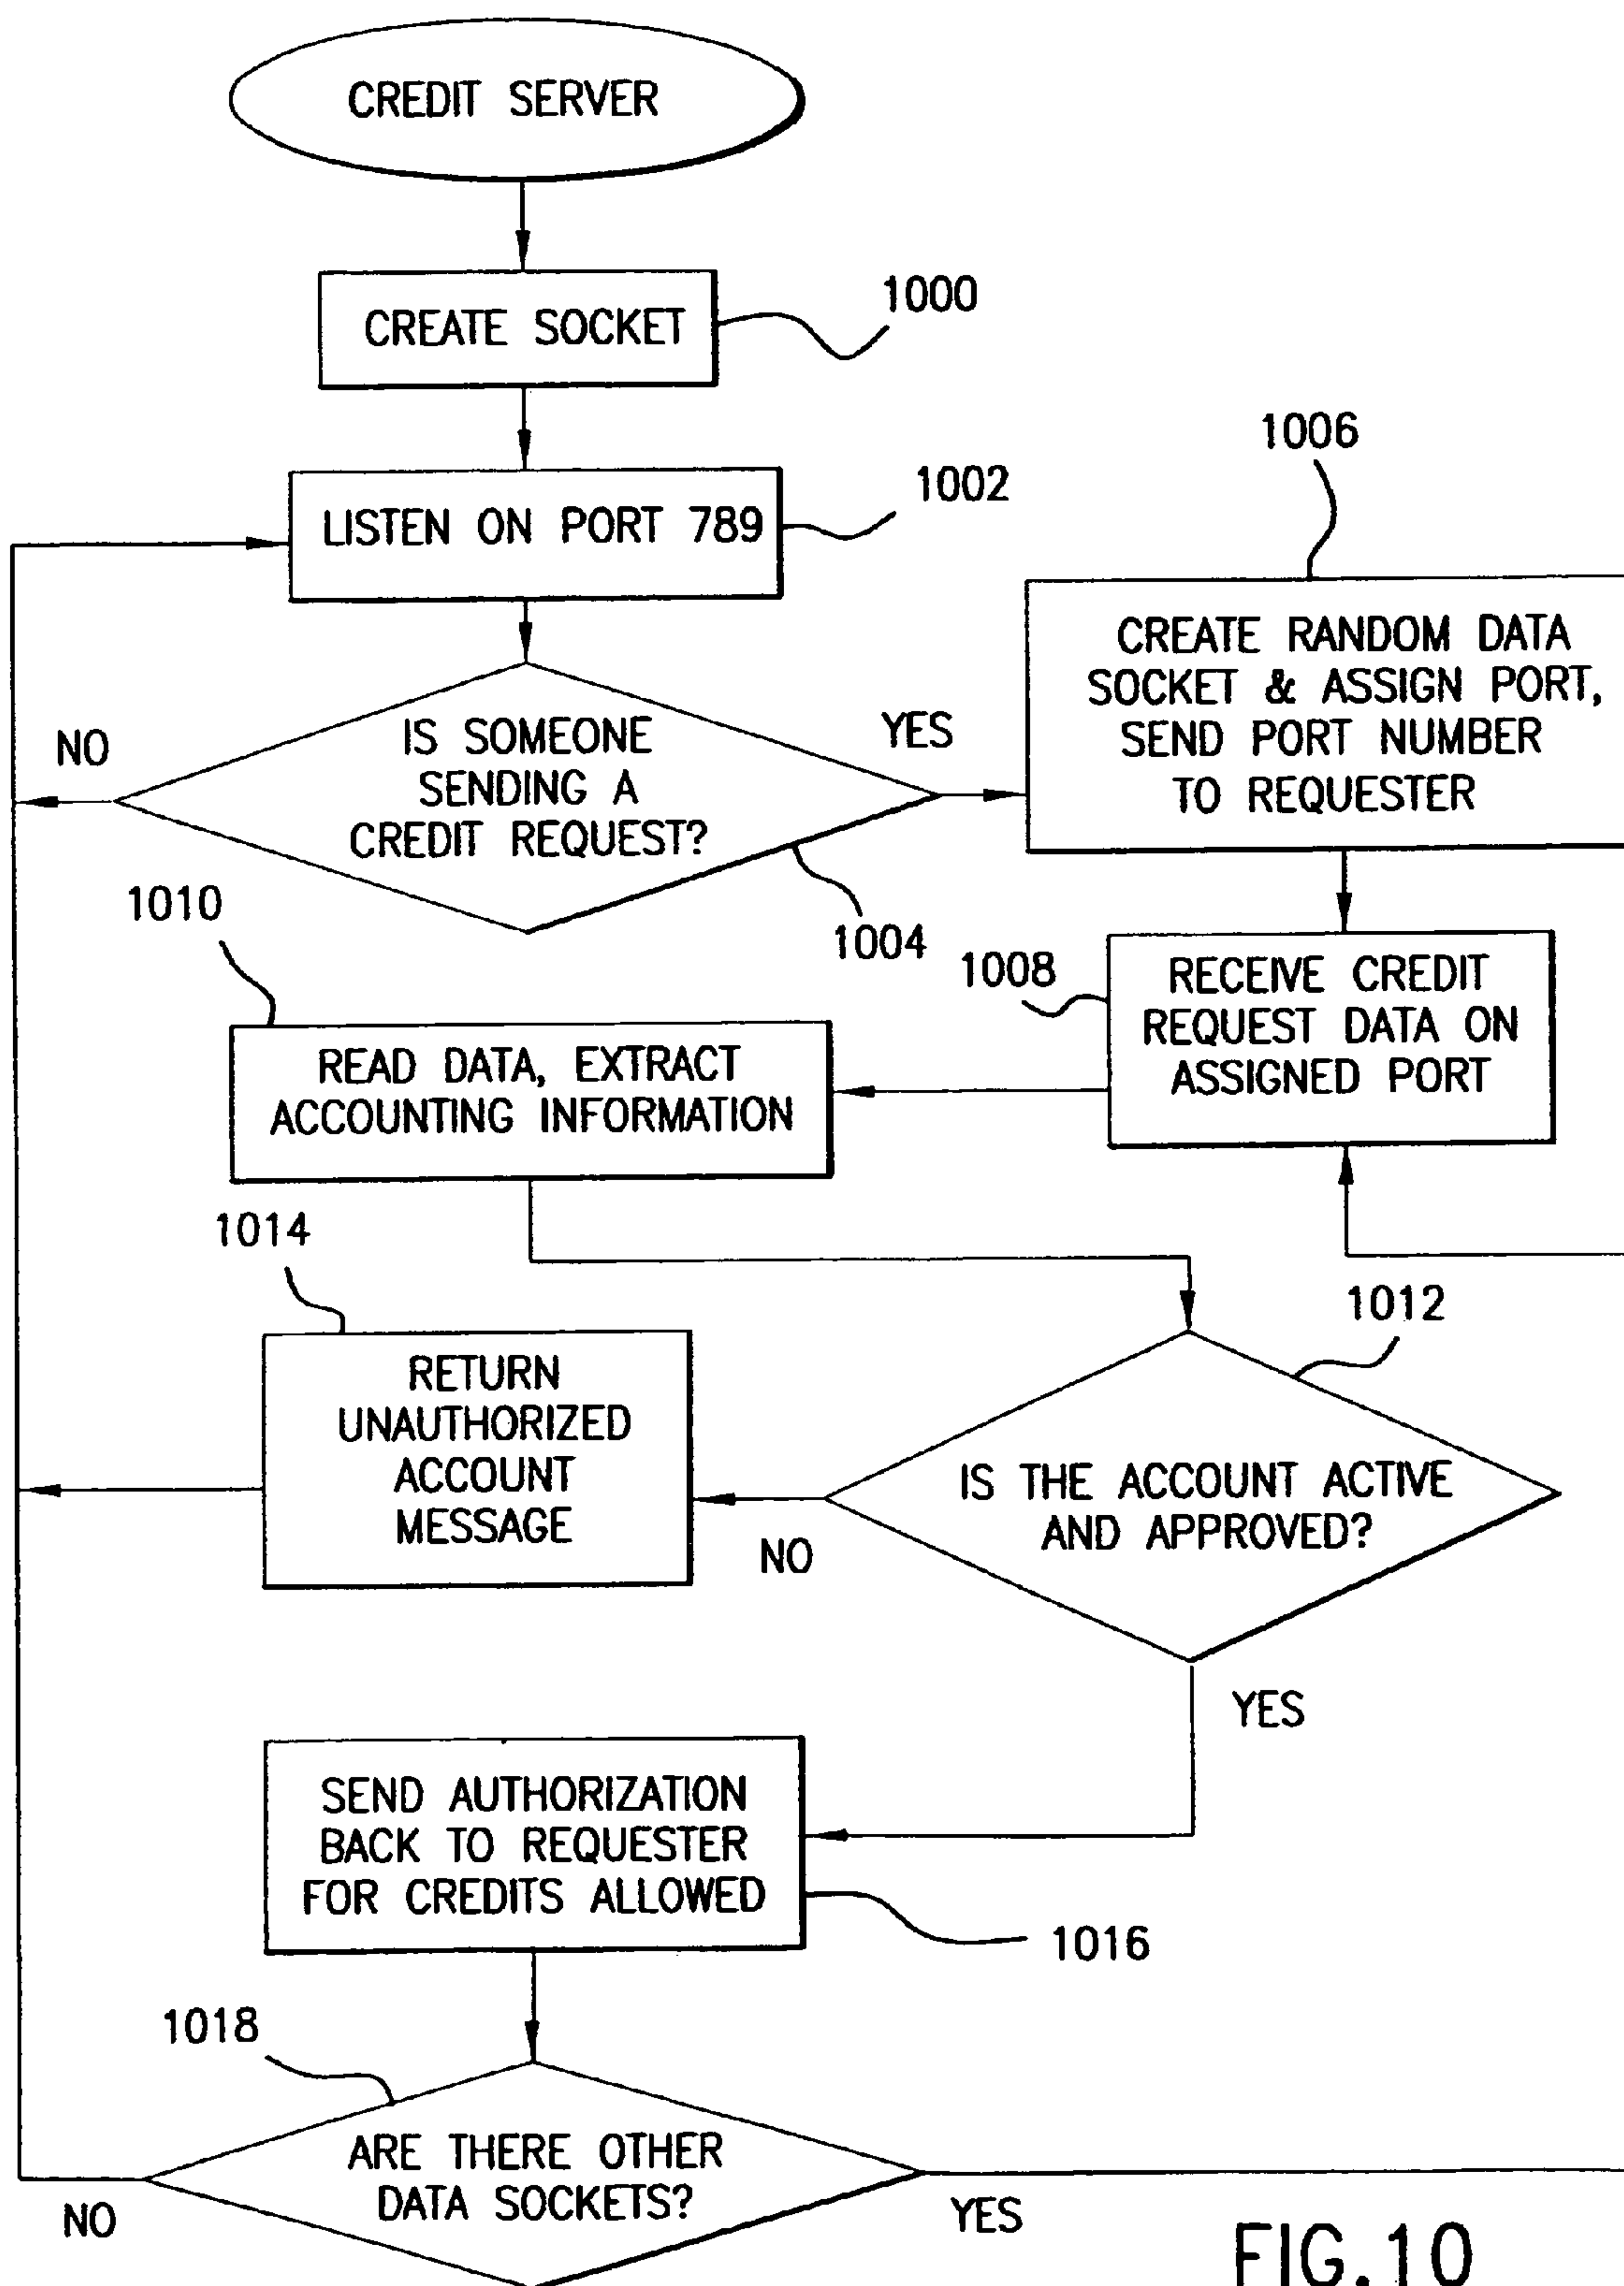 CREDIT SERVER
CREATE SOCKET
1000
LISTEN ON PORT 789
1002
IS SOMEONE
SENDING A
CREDIT REQUEST?
NO
YES
1004
1006
CREATE RANDOM DATA
SOCKET & ASSIGN PORT,
SEND PORT NUMBER
TO REQUESTER
1008
RECEIVE CREDIT
REQUEST DATA ON
ASSIGNED PORT
1010
READ DATA, EXTRACT
ACCOUNTING INFORMATION
1012
IS THE ACCOUNT ACTIVE
AND APPROVED?
NO
YES
1014
RETURN
UNAUTHORIZED
ACCOUNT
MESSAGE
SEND AUTHORIZATION
BACK TO REQUESTER
FOR CREDITS ALLOWED
1016
1018
ARE THERE OTHER
DATA SOCKETS?
NO
YES
FIG.10